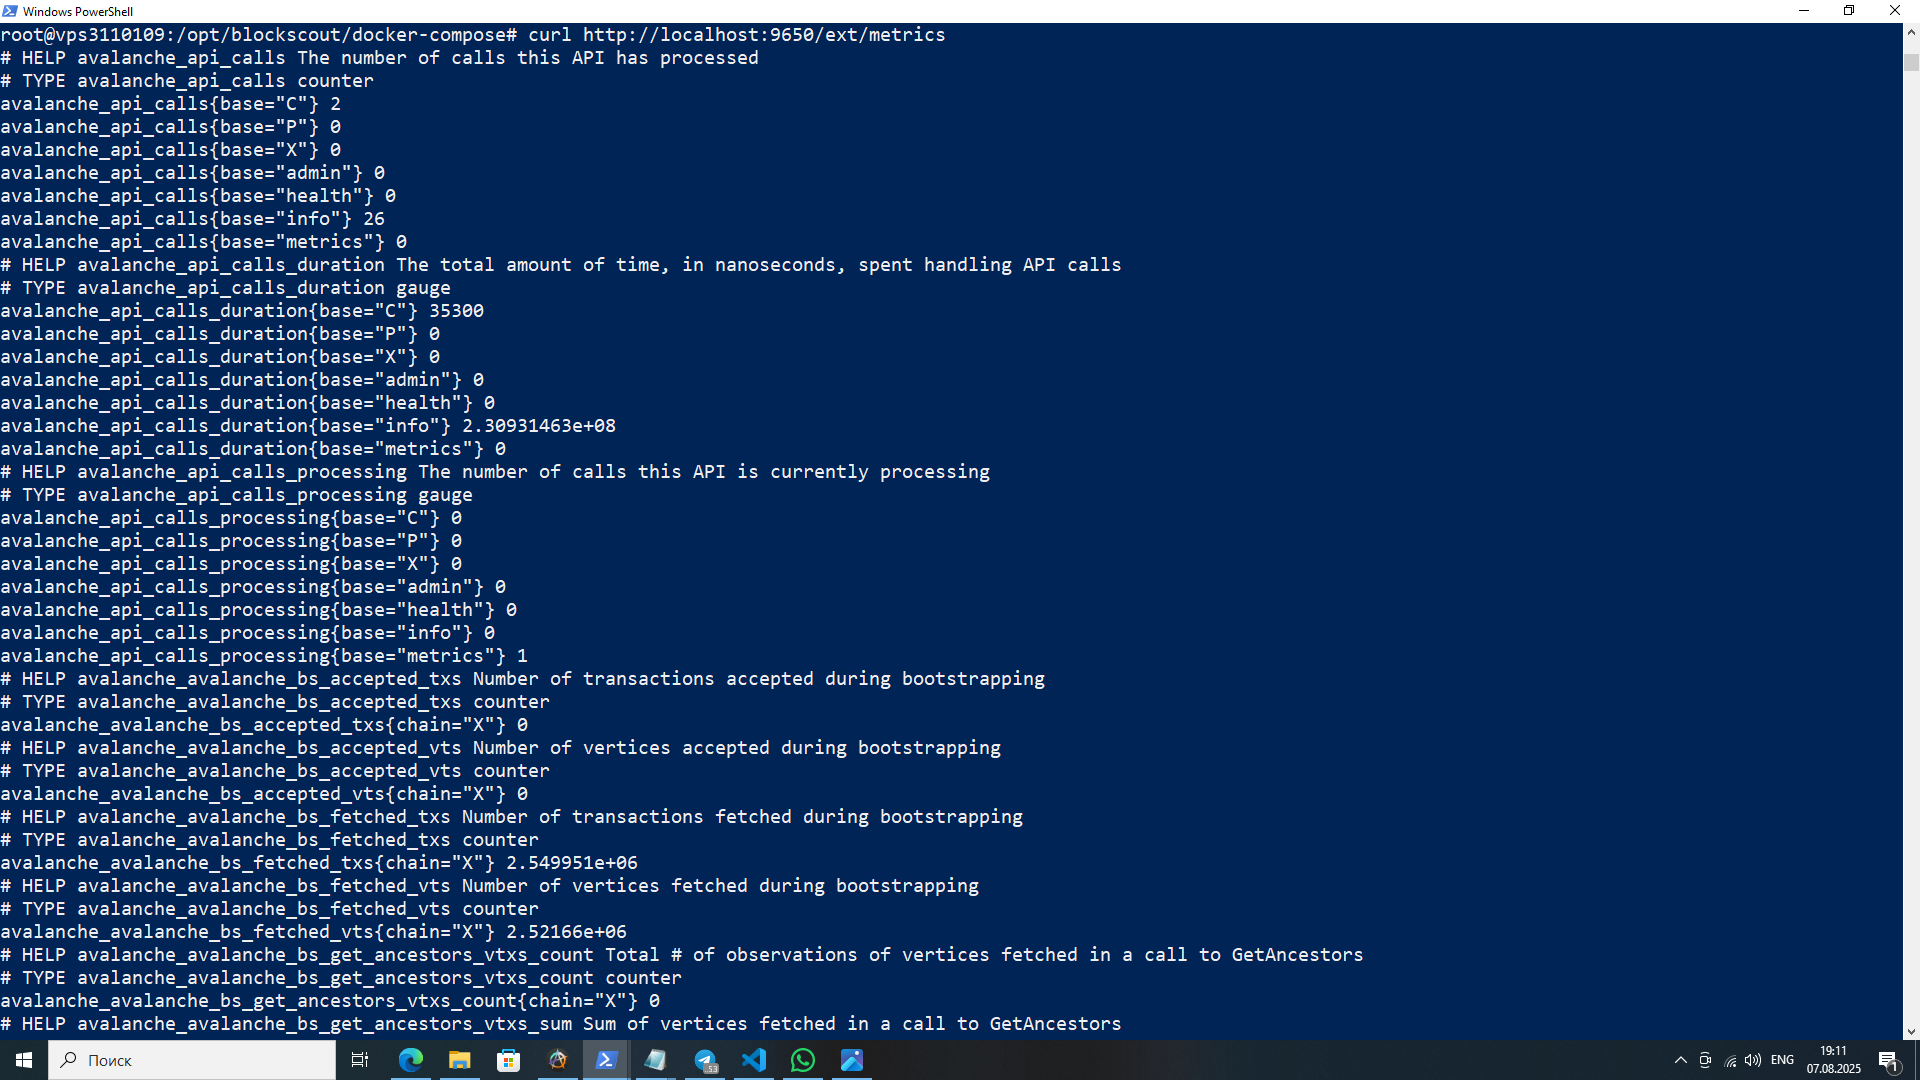 Windows PowerShell
root@vps3110109:/opt/blockscout/docker-compose# curl http://localhost:9650/ext/metrics
# HELP avalanche_api_calls The number of calls this API has processed
# TYPE avalanche_api_calls counter
avalanche_api_calls{base="C"} 2
avalanche_api_calls{base="P"} 0
avalanche_api_calls{base="X"} 0
avalanche_api_calls{base="admin"} 0
avalanche_api_calls{base="health"} 0
avalanche_api_calls{base="info"} 26
avalanche_api_calls{base="metrics"} 0
# HELP avalanche_api_calls_duration The total amount of time, in nanoseconds, spent handling API calls
# TYPE avalanche_api_calls_duration gauge
avalanche_api_calls_duration{base="C"} 35300
avalanche_api_calls_duration{base="P"} 0
avalanche_api_calls_duration{base="X"} 0
avalanche_api_calls_duration{base="admin"} 0
avalanche_api_calls_duration{base="health"} 0
avalanche_api_calls_duration{base="info"} 2.30931463e+08
avalanche_api_calls_duration{base="metrics"} 0
# HELP avalanche_api_calls_processing The number of calls this API is currently processing
# TYPE avalanche_api_calls_processing gauge
avalanche_api_calls_processing{base="C"} 0
avalanche_api_calls_processing{base="P"} 0
avalanche_api_calls_processing{base="X"} 0
avalanche_api_calls_processing{base="admin"} 0
avalanche_api_calls_processing{base="health"} 0
avalanche_api_calls_processing{base="info"} 0
avalanche_api_calls_processing{base="metrics"} 1
# HELP avalanche_avalanche_bs_accepted_txs Number of transactions accepted during bootstrapping
# TYPE avalanche_avalanche_bs_accepted_txs counter
avalanche_avalanche_bs_accepted_txs{chain="X"} 0
# HELP avalanche_avalanche_bs_accepted_vts Number of vertices accepted during bootstrapping
# TYPE avalanche_avalanche_bs_accepted_vts counter
avalanche_avalanche_bs_accepted_vts{chain="X"} 0
# HELP avalanche_avalanche_bs_fetched_txs Number of transactions fetched during bootstrapping
# TYPE avalanche_avalanche_bs_fetched_txs counter
avalanche_avalanche_bs_fetched_txs{chain="X"} 2.549951e+06
# HELP avalanche_avalanche_bs_fetched_vts Number of vertices fetched during bootstrapping
# TYPE avalanche_avalanche_bs_fetched_vts counter
avalanche_avalanche_bs_fetched_vts{chain="X"} 2.52166e+06
# HELP avalanche_avalanche_bs_get_ancestors_vtxs_count Total # of observations of vertices fetched in a call to GetAncestors
# TYPE avalanche_avalanche_bs_get_ancestors_vtxs_count counter
avalanche_avalanche_bs_get_ancestors_vtxs_count{chain="X"} 0
# HELP avalanche_avalanche_bs_get_ancestors_vtxs_sum Sum of vertices fetched in a call to GetAncestors
Поиск
53
ENG
19:11
07.08.2025
1